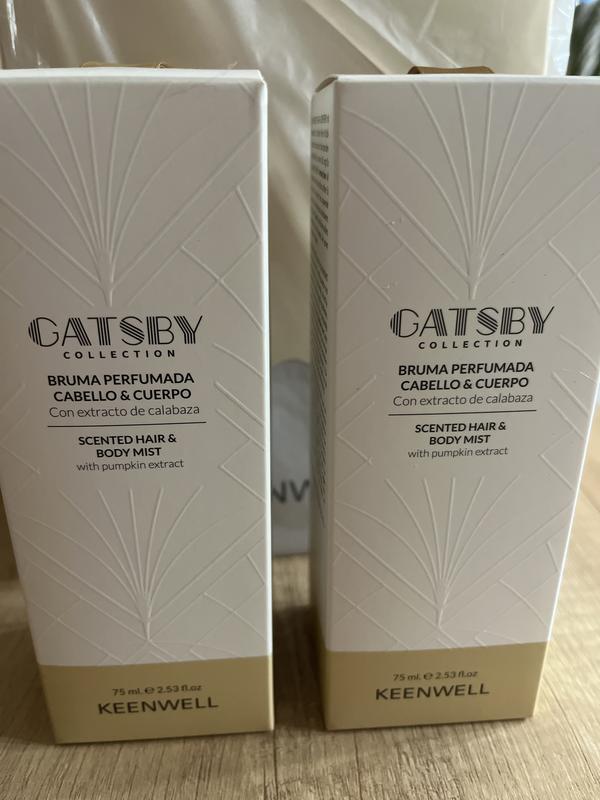 GATSBY
COLLECTION
BRUMA PERFUMADA
CABELLO & CUERPO
Con extracto de calabaza
SCENTED HAIR &
BODY MIST
with pumpkin extract
75 ml. ℮ 2.53 fl.oz
KEENWELL
GATSBY
COLLECTION
BRUMA PERFUMADA
CABELLO & CUERPO
Con extracto de calabaza
SCENTED HAIR &
BODY MIST
with pumpkin extract
75 ml. ℮ 2.53 fl.oz
KEENWELL